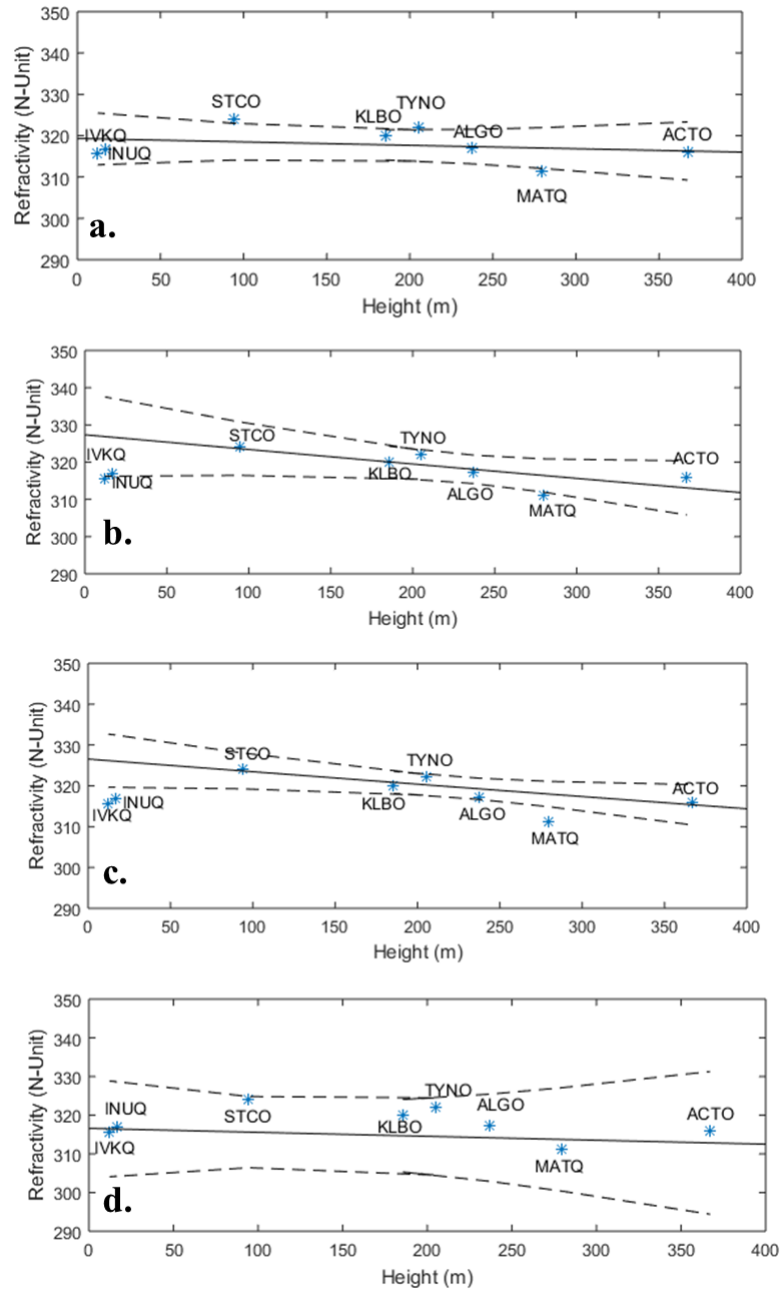 350
340
330
320
310
300
290
Refractivity (N-Unit)
STCO
TYNO
KLBO
IVKQ
ALGO
ACTO
INUQ
MATQ
a.
0 50 100 150 200 250 300 350 400
Height (m)
350
340
330
320
310
300
290
Refractivity (N-Unit)
STCO
TYNO
IVKQ
ACTO
KLBO
INUQ
ALGO
MATQ
b.
0 50 100 150 200 250 300 350 400
Height (m)
350
340
330
320
310
300
290
Refractivity (N-Unit)
STCO
TYNO
ACTO
INUQ
KLBO
IVKQ
ALGO
MATQ
c.
0 50 100 150 200 250 300 350 400
Height (m)
350
340
330
320
310
300
290
Refractivity (N-Unit)
TYNO
INUQ
ALGO
STCO
ACTO
KLBO
IVKQ
MATQ
d.
0 50 100 150 200 250 300 350 400
Height (m)